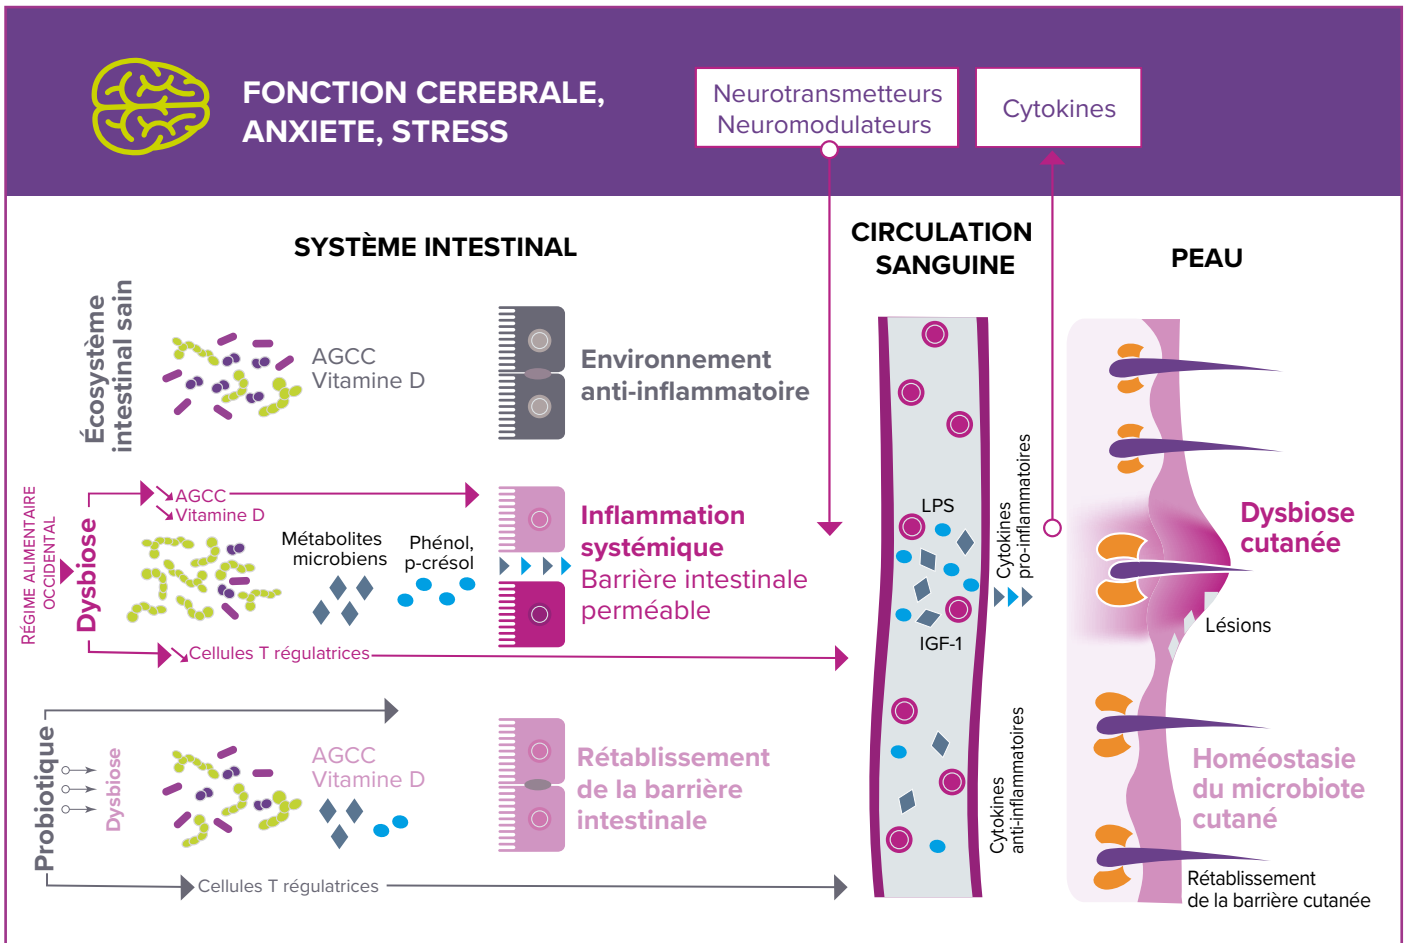 FONCTION CEREBRALE,
ANXIETE, STRESS
Neurotransmetteurs
Neuromodulateurs
Cytokines
SYSTÈME INTESTINAL
CIRCULATION
SANGUINE
PEAU
Écosystème
intestinal sain
AGCC
Vitamine D
Environnement
anti-inflammatoire
RÉGIME ALIMENTAIRE
OCCIDENTAL
Dysbiose
AGCC
Vitamine D
Métabolites
microbiens
Phénol,
p-crésol
Inflammation
systémique
Barrière intestinale
perméable
Cellules T régulatrices
LPS
IGF-1
Cytokines
pro-inflammatoires
Dysbiose
cutanée
Lésions
Probiotique
Dysbiose
AGCC
Vitamine D
Rétablissement
de la barrière
intestinale
Cellules T régulatrices
Cytokines
anti-inflammatoires
Homéostasie
du microbiote
cutané
Rétablissement
de la barrière cutanée